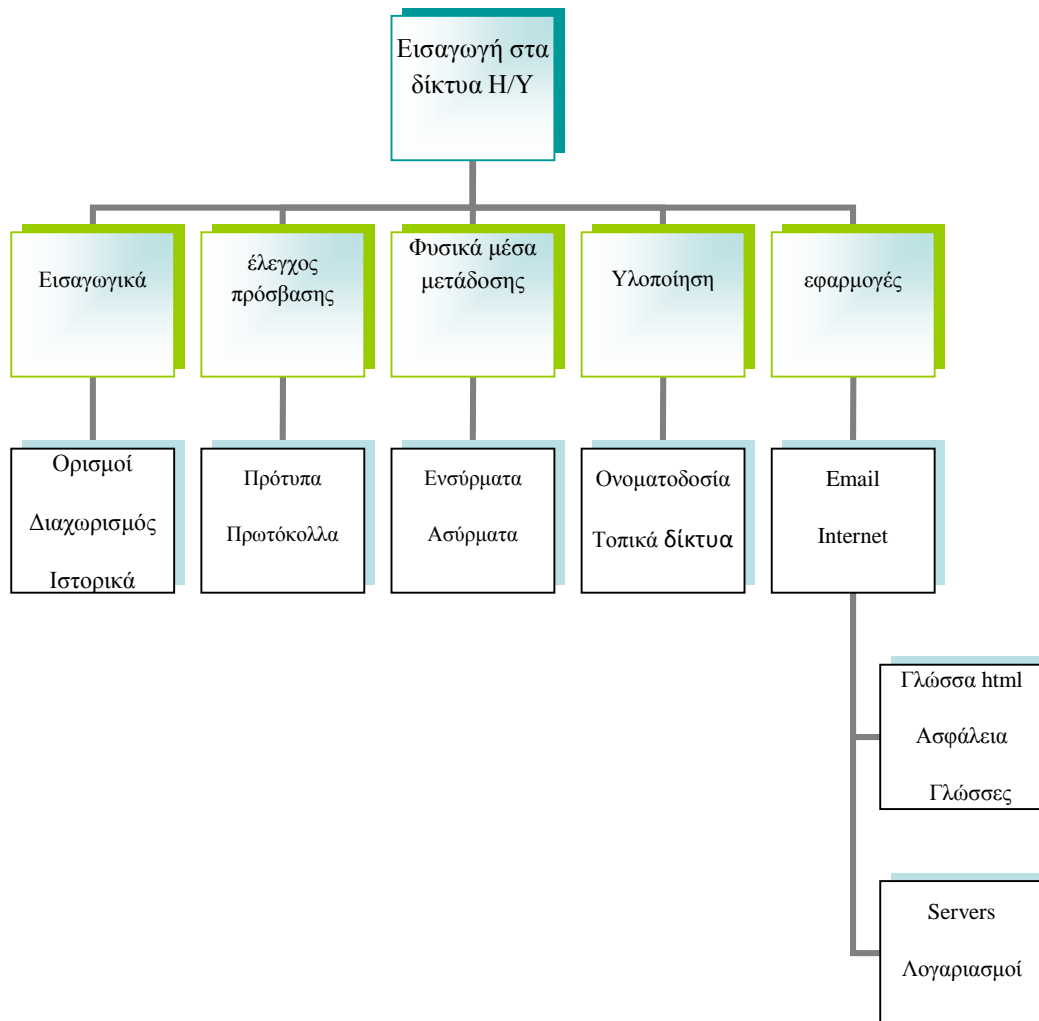 Εισαγωγή στα
δίκτυα Η/Υ
Εισαγωγικά
έλεγχος
πρόσβασης
Φυσικά μέσα
μετάδοσης
Υλοποίηση
εφαρμογές
Ορισμοί
Διαχωρισμός
Ιστορικά
Πρότυπα
Πρωτόκολλα
Ενσύρματα
Ασύρματα
Ονοματοδοσία
Τοπικά δίκτυα
Email
Internet
Γλώσσα html
Ασφάλεια
Γλώσσες
Servers
Λογαριασμοί